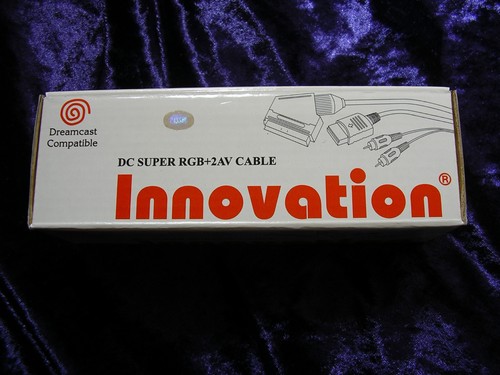 Dreamcast
Compatible
DC SUPER RGB+2AV CABLE
Innovation®